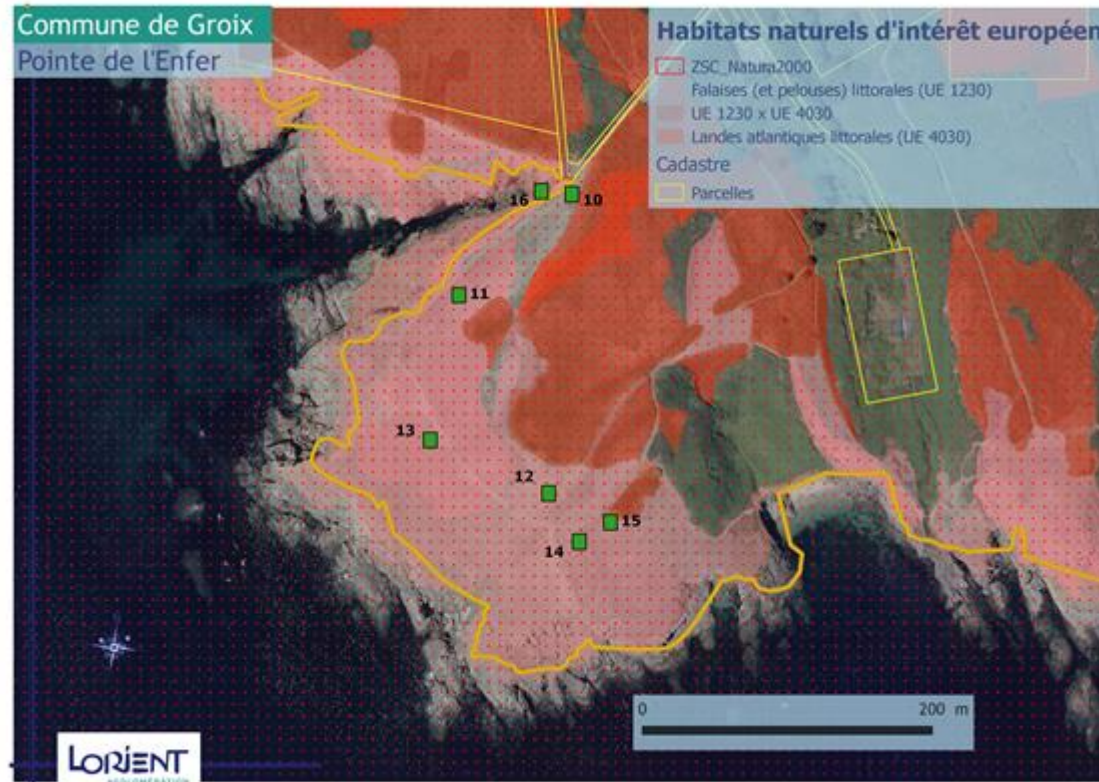 Commune de Groix
Pointe de l'Enfer
Habitats naturels d'intérêt européen
ZSC_Natura2000
Falaises (et pelouses) littorales (UE 1230)
UE 1230 x UE 4030
Landes atlantiques littorales (UE 4030)
Cadastre
Parcelles
16
10
11
13
12
15
14
0 200 m
LORIENT
AGGLOMÉRATION